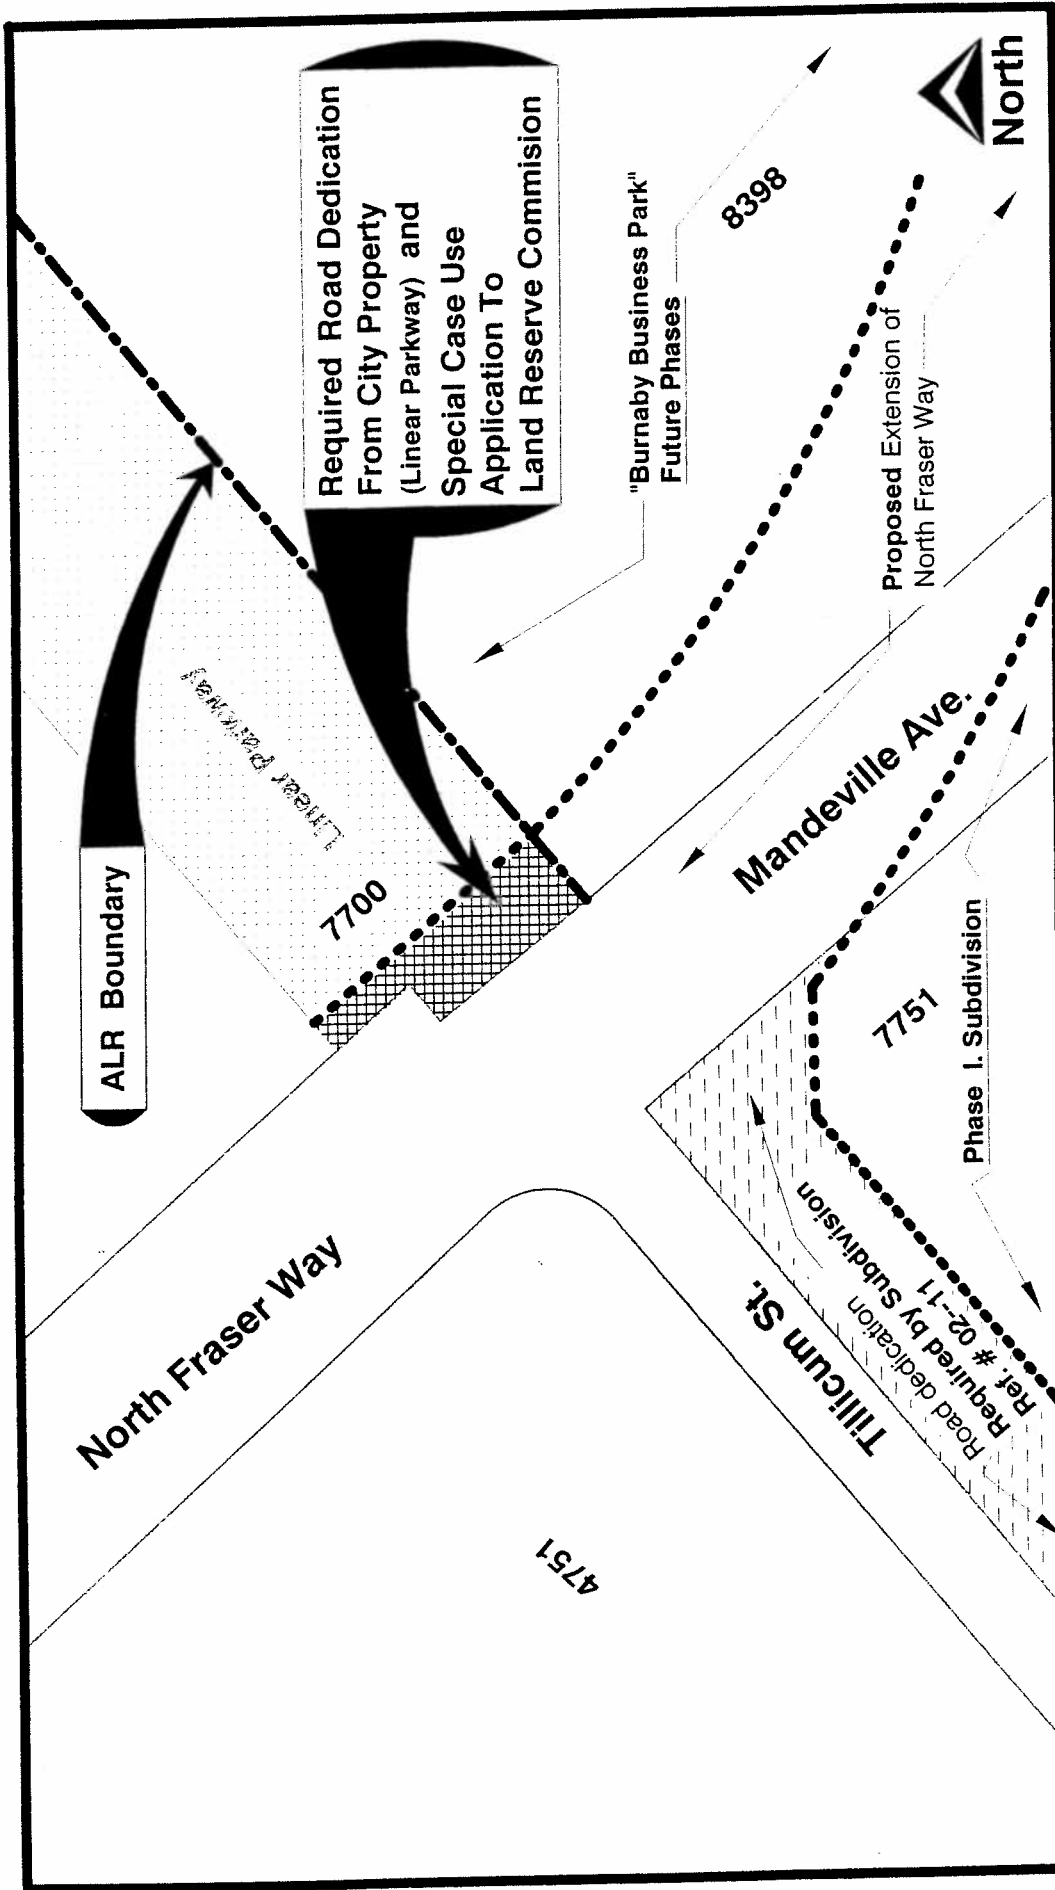 ALR Boundary
Required Road Dedication
From City Property
(Linear Parkway) and
Special Case Use
Application To
Land Reserve Commision
North
Linear Parkway
7700
"Burnaby Business Park"
Future Phases
8398
Proposed Extension of
North Fraser Way
North Fraser Way
Mandeville Ave.
7751
Phase I. Subdivision
Tillicum St.
Road dedication
Required by Subdivision
Ref. # 02--11
4751